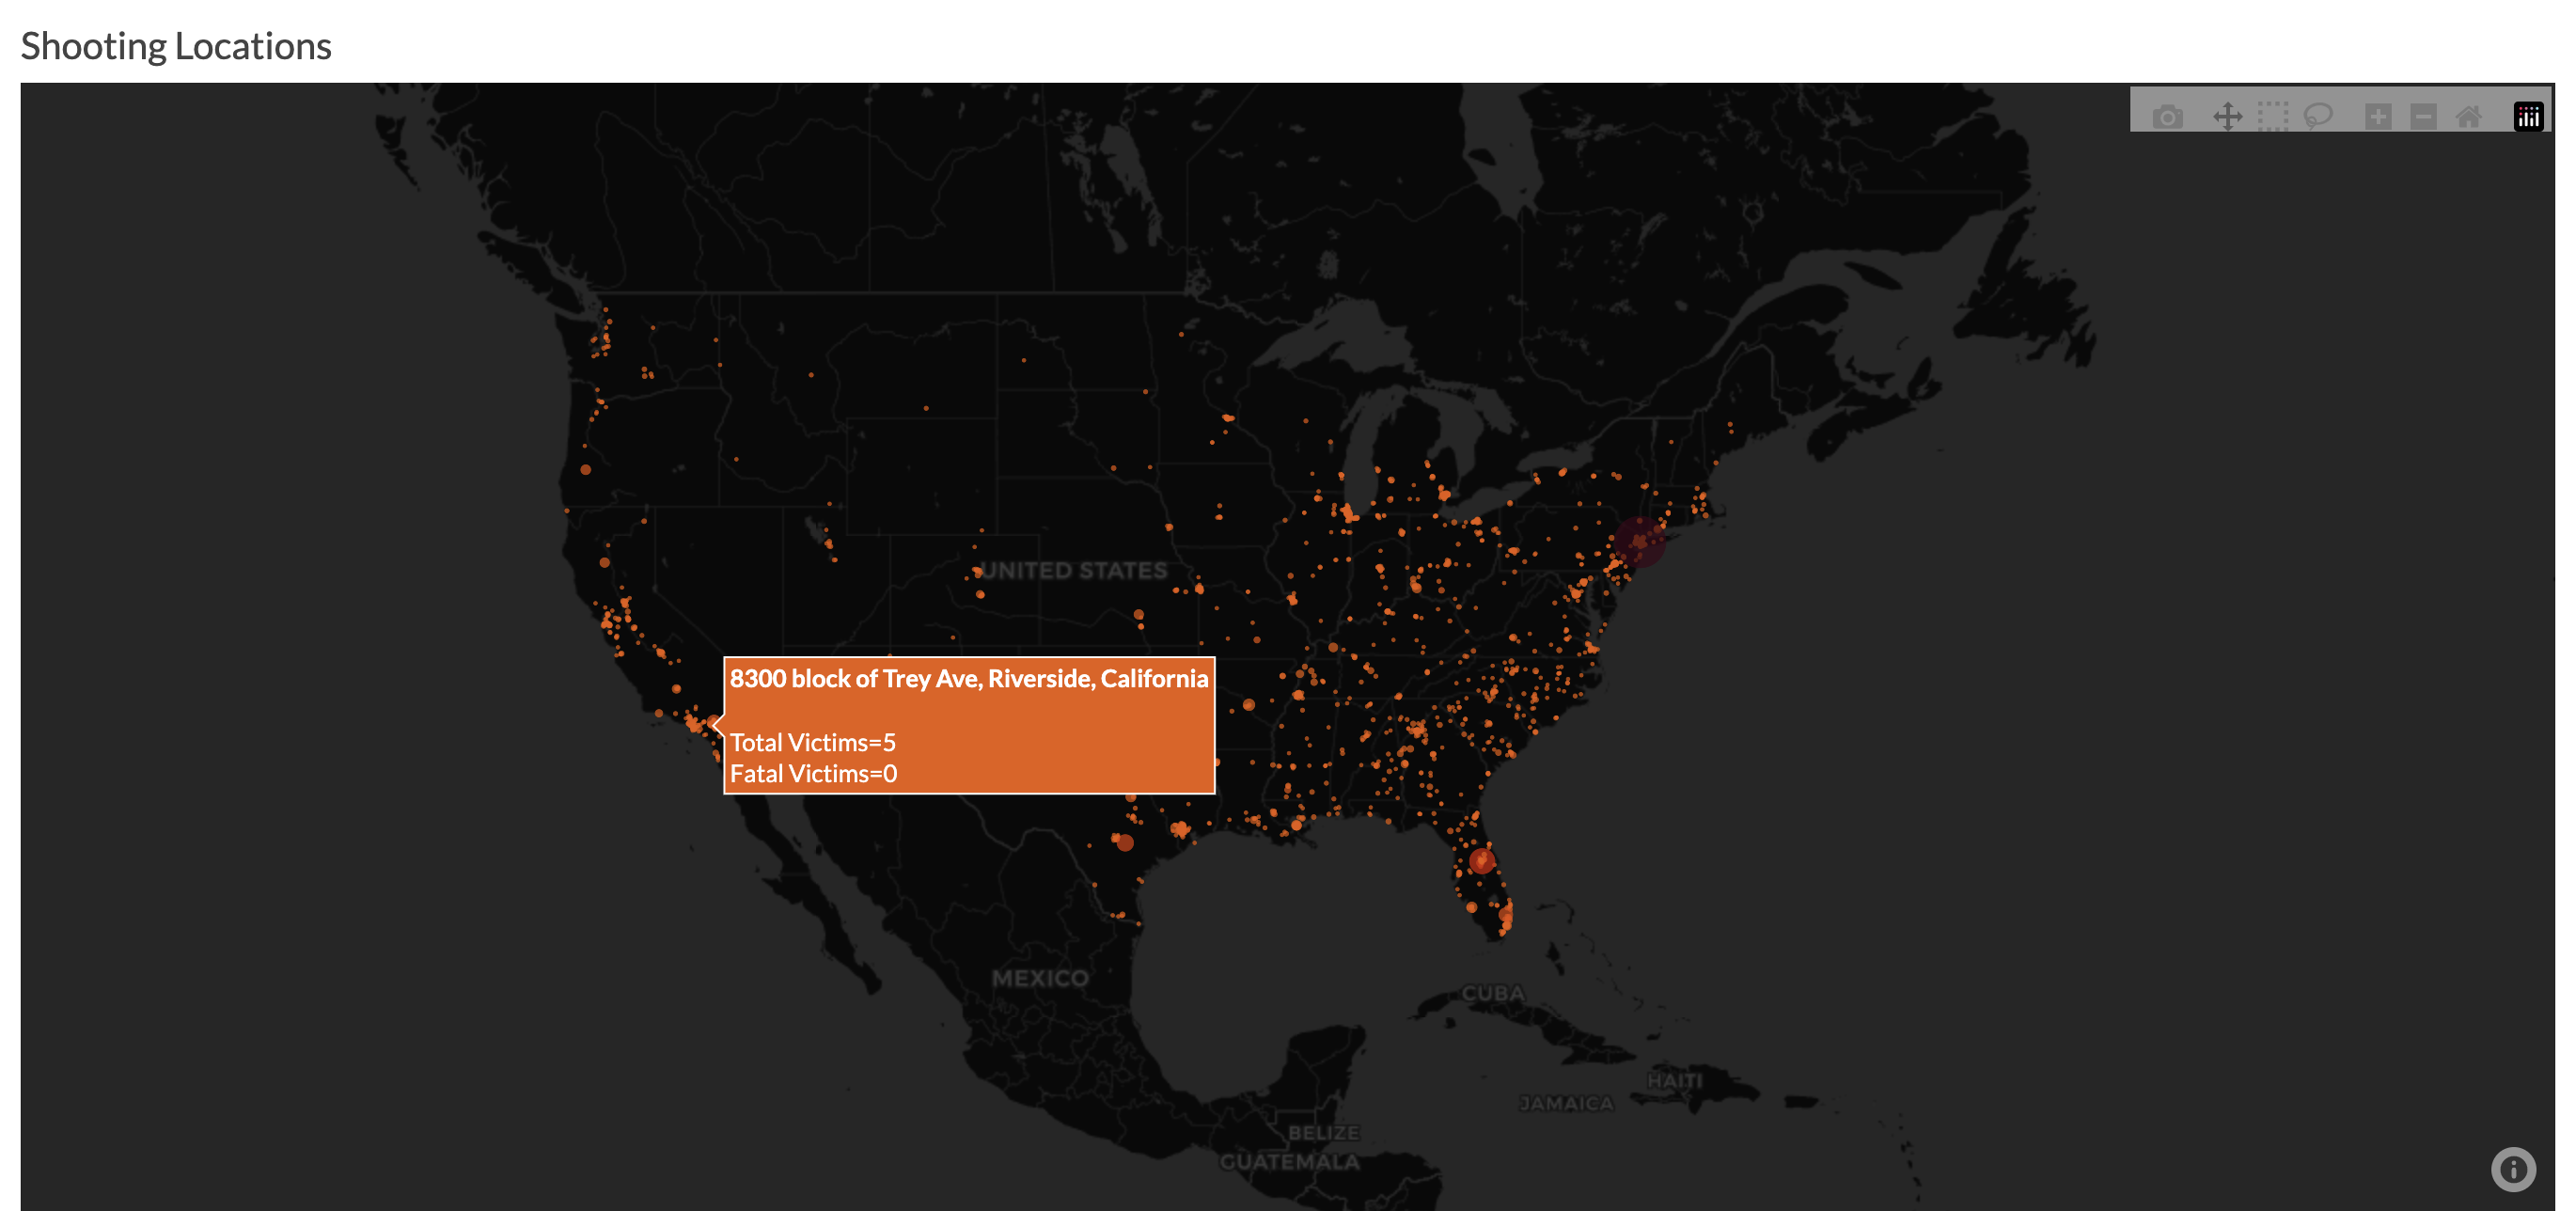 Shooting Locations
UNITED STATES
8300 block of Trey Ave, Riverside, California
Total Victims=5
Fatal Victims=0
MEXICO
CUBA
HAITI
JAMAICA
BELIZE
GUATEMALA